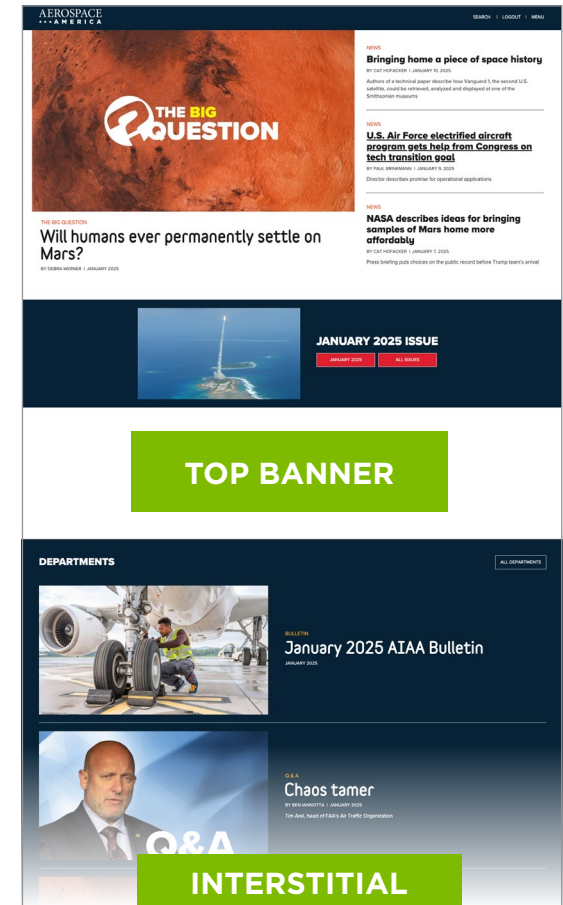 AEROSPACE
AMERICA
SEARCH | LOGOUT | MENU
THE BIG
QUESTION
THE BIG QUESTION
Will humans ever permanently settle on
Mars?
BY DEBRA WERNER | JANUARY 2025
NEWS
Bringing home a piece of space history
BY CAT HOFACKER | JANUARY 10, 2025
Authors of a technical paper describe how Vanguard 1, the second U.S.
satellite, could be retrieved, analyzed and displayed at one of the
Smithsonian museums
NEWS
U.S. Air Force electrified aircraft
program gets help from Congress on
tech transition goal
BY PAUL BRINKMANN | JANUARY 9, 2025
Director describes promise for operational applications
NEWS
NASA describes ideas for bringing
samples of Mars home more
affordably
BY CAT HOFACKER | JANUARY 7, 2025
Press briefing puts choices on the public record before Trump team's arrival
JANUARY 2025 ISSUE
JANUARY 2025
ALL ISSUES
TOP BANNER
DEPARTMENTS
ALL DEPARTMENTS
BULLETIN
January 2025 AIAA Bulletin
JANUARY 2025
Q&A
Q & A
Chaos tamer
BY BEN IANNOTTA | JANUARY 2025
Tim Arel, head of FAA's Air Traffic Organization
INTERSTITIAL